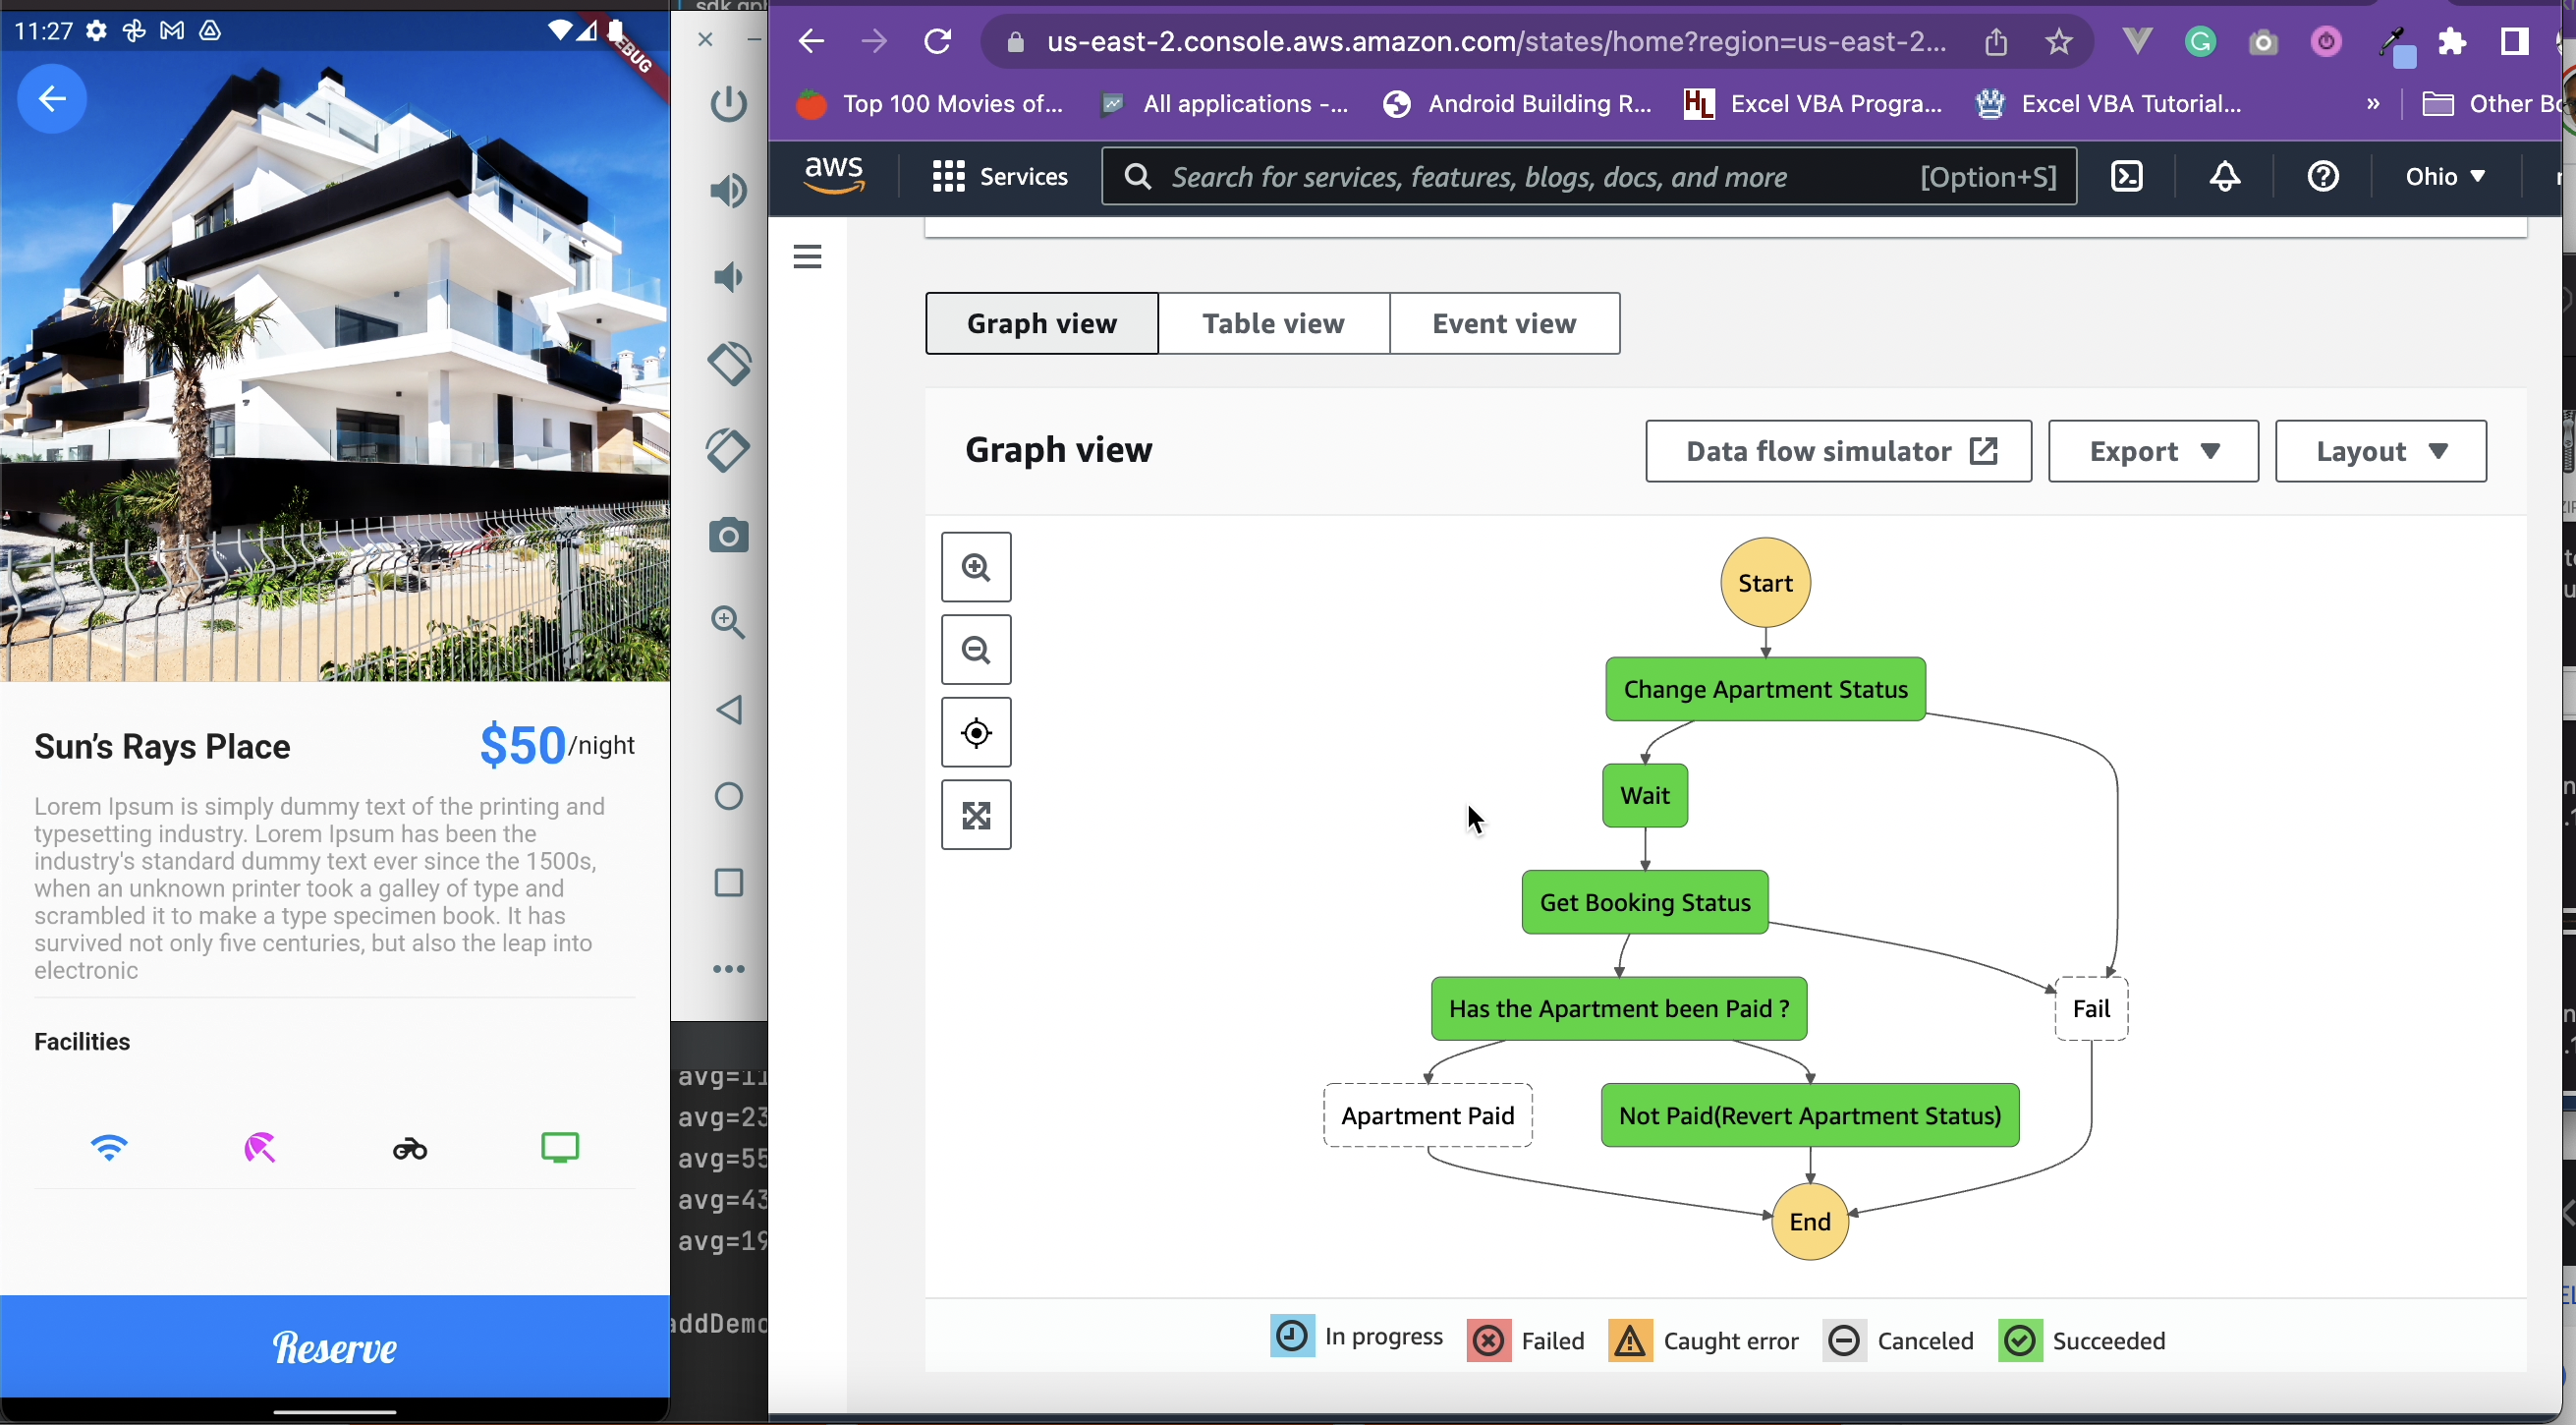 11:27
DEBUG
Sun’s Rays Place
$50/night
Lorem Ipsum is simply dummy text of the printing and
typesetting industry. Lorem Ipsum has been the
industry's standard dummy text ever since the 1500s,
when an unknown printer took a galley of type and
scrambled it to make a type specimen book. It has
survived not only five centuries, but also the leap into
electronic
Facilities
Reserve
avg=11
avg=23
avg=55
avg=43
avg=19
addDemo
us-east-2.console.aws.amazon.com/states/home?region=us-east-2...
Top 100 Movies of...
All applications -...
Android Building R...
HL
Excel VBA Progra...
Excel VBA Tutorial...
»
Other Bo
aws
Services
Search for services, features, blogs, docs, and more
[Option+S]
Ohio
Graph view
Table view
Event view
Graph view
Data flow simulator
Export
Layout
Start
Change Apartment Status
Wait
Get Booking Status
Has the Apartment been Paid ?
Fail
Apartment Paid
Not Paid(Revert Apartment Status)
End
In progress
Failed
Caught error
Canceled
Succeeded